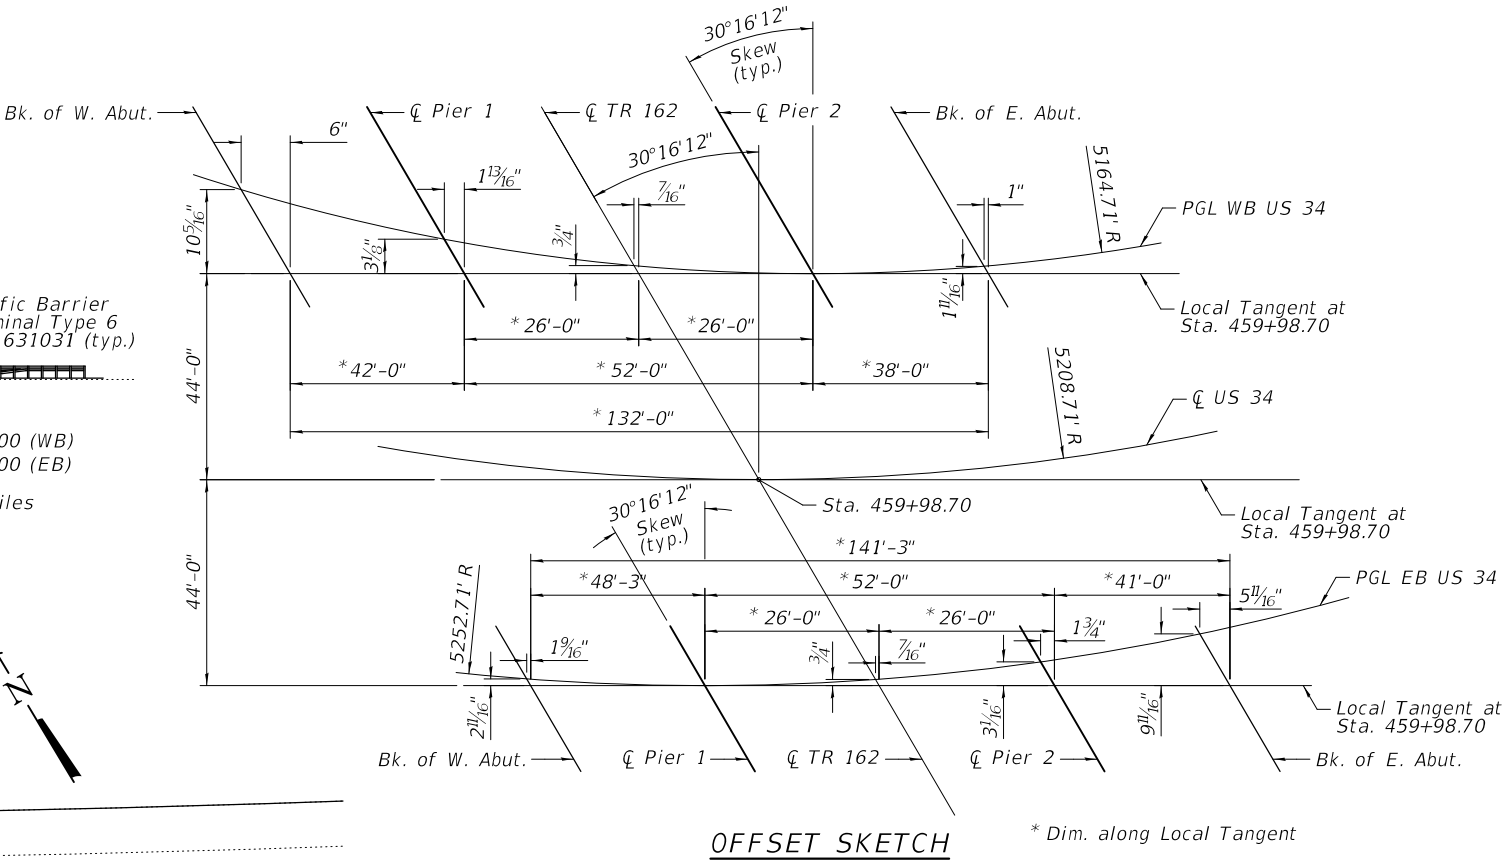 30°16'12"
Skew
(typ.)
Bk. of W. Abut.
℄ Pier 1
℄ TR 162
℄ Pier 2
Bk. of E. Abut.
6"
30°16'12"
1 13/16"
7/16"
1"
5164.71' R
PGL WB US 34
10 5/16"
3 1/8"
3/4"
1 11/16"
Local Tangent at
Sta. 459+98.70
fic Barrier
ninal Type 6
631031 (typ.)
* 26'-0"
* 26'-0"
* 42'-0"
* 52'-0"
* 38'-0"
44'-0"
5208.71' R
℄ US 34
* 132'-0"
00 (WB)
00 (EB)
iles
Sta. 459+98.70
Local Tangent at
Sta. 459+98.70
30°16'12"
Skew
(typ.)
* 141'-3"
44'-0"
* 48'-3"
* 52'-0"
* 41'-0"
PGL EB US 34
5252.71' R
* 26'-0"
* 26'-0"
5 11/16"
1 9/16"
3/4"
7/16"
1 3/4"
2 11/16"
3 1/16"
9 11/16"
N
Local Tangent at
Sta. 459+98.70
Bk. of W. Abut.
℄ Pier 1
℄ TR 162
℄ Pier 2
Bk. of E. Abut.
OFFSET SKETCH
* Dim. along Local Tangent